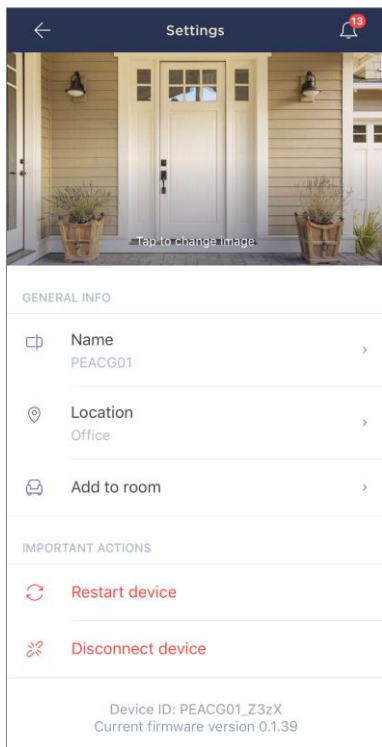 Settings
13
Tap to change image
GENERAL INFO
Name
PEACG01
Location
Office
Add to room
IMPORTANT ACTIONS
Restart device
Disconnect device
Device ID: PEACG01_Z3zX
Current firmware version 0.1.39